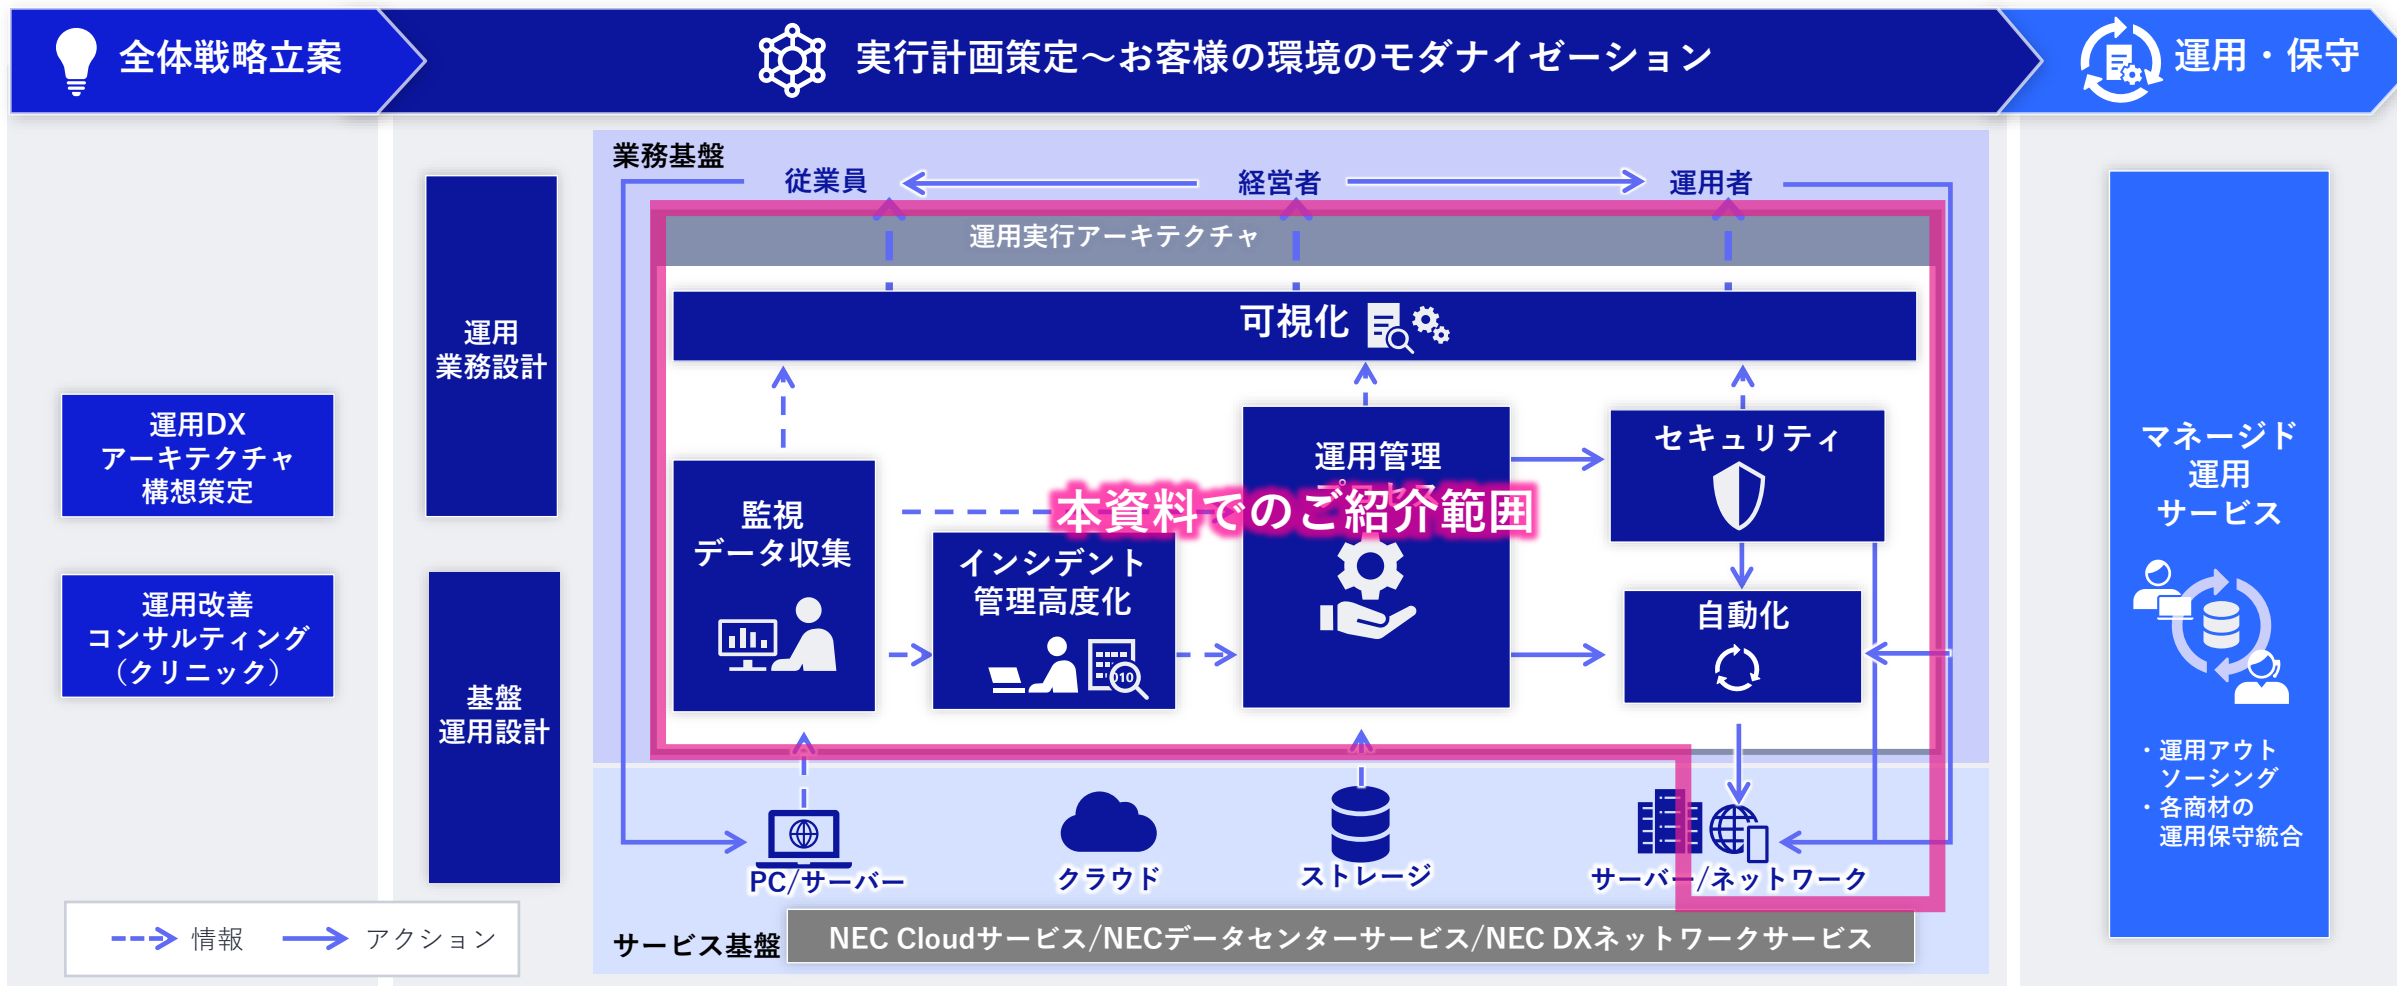 全体戦略立案
実行計画策定～お客様の環境のモダナイゼーション
運用・保守
運用DX
アーキテクチャ
構想策定
運用改善
コンサルティング
（クリニック）
情報
アクション
運用
業務設計
基盤
運用設計
業務基盤
従業員
経営者
運用者
運用実行アーキテクチャ
可視化
監視
データ収集
インシデント
管理高度化
010
運用管理
プロセス
本資料でのご紹介範囲
セキュリティ
自動化
PC/サーバー
クラウド
ストレージ
サーバー/ネットワーク
サービス基盤
NEC Cloudサービス/NECデータセンターサービス/NEC DXネットワークサービス
マネージド
運用
サービス
・運用アウト
ソーシング
・各商材の
運用保守統合